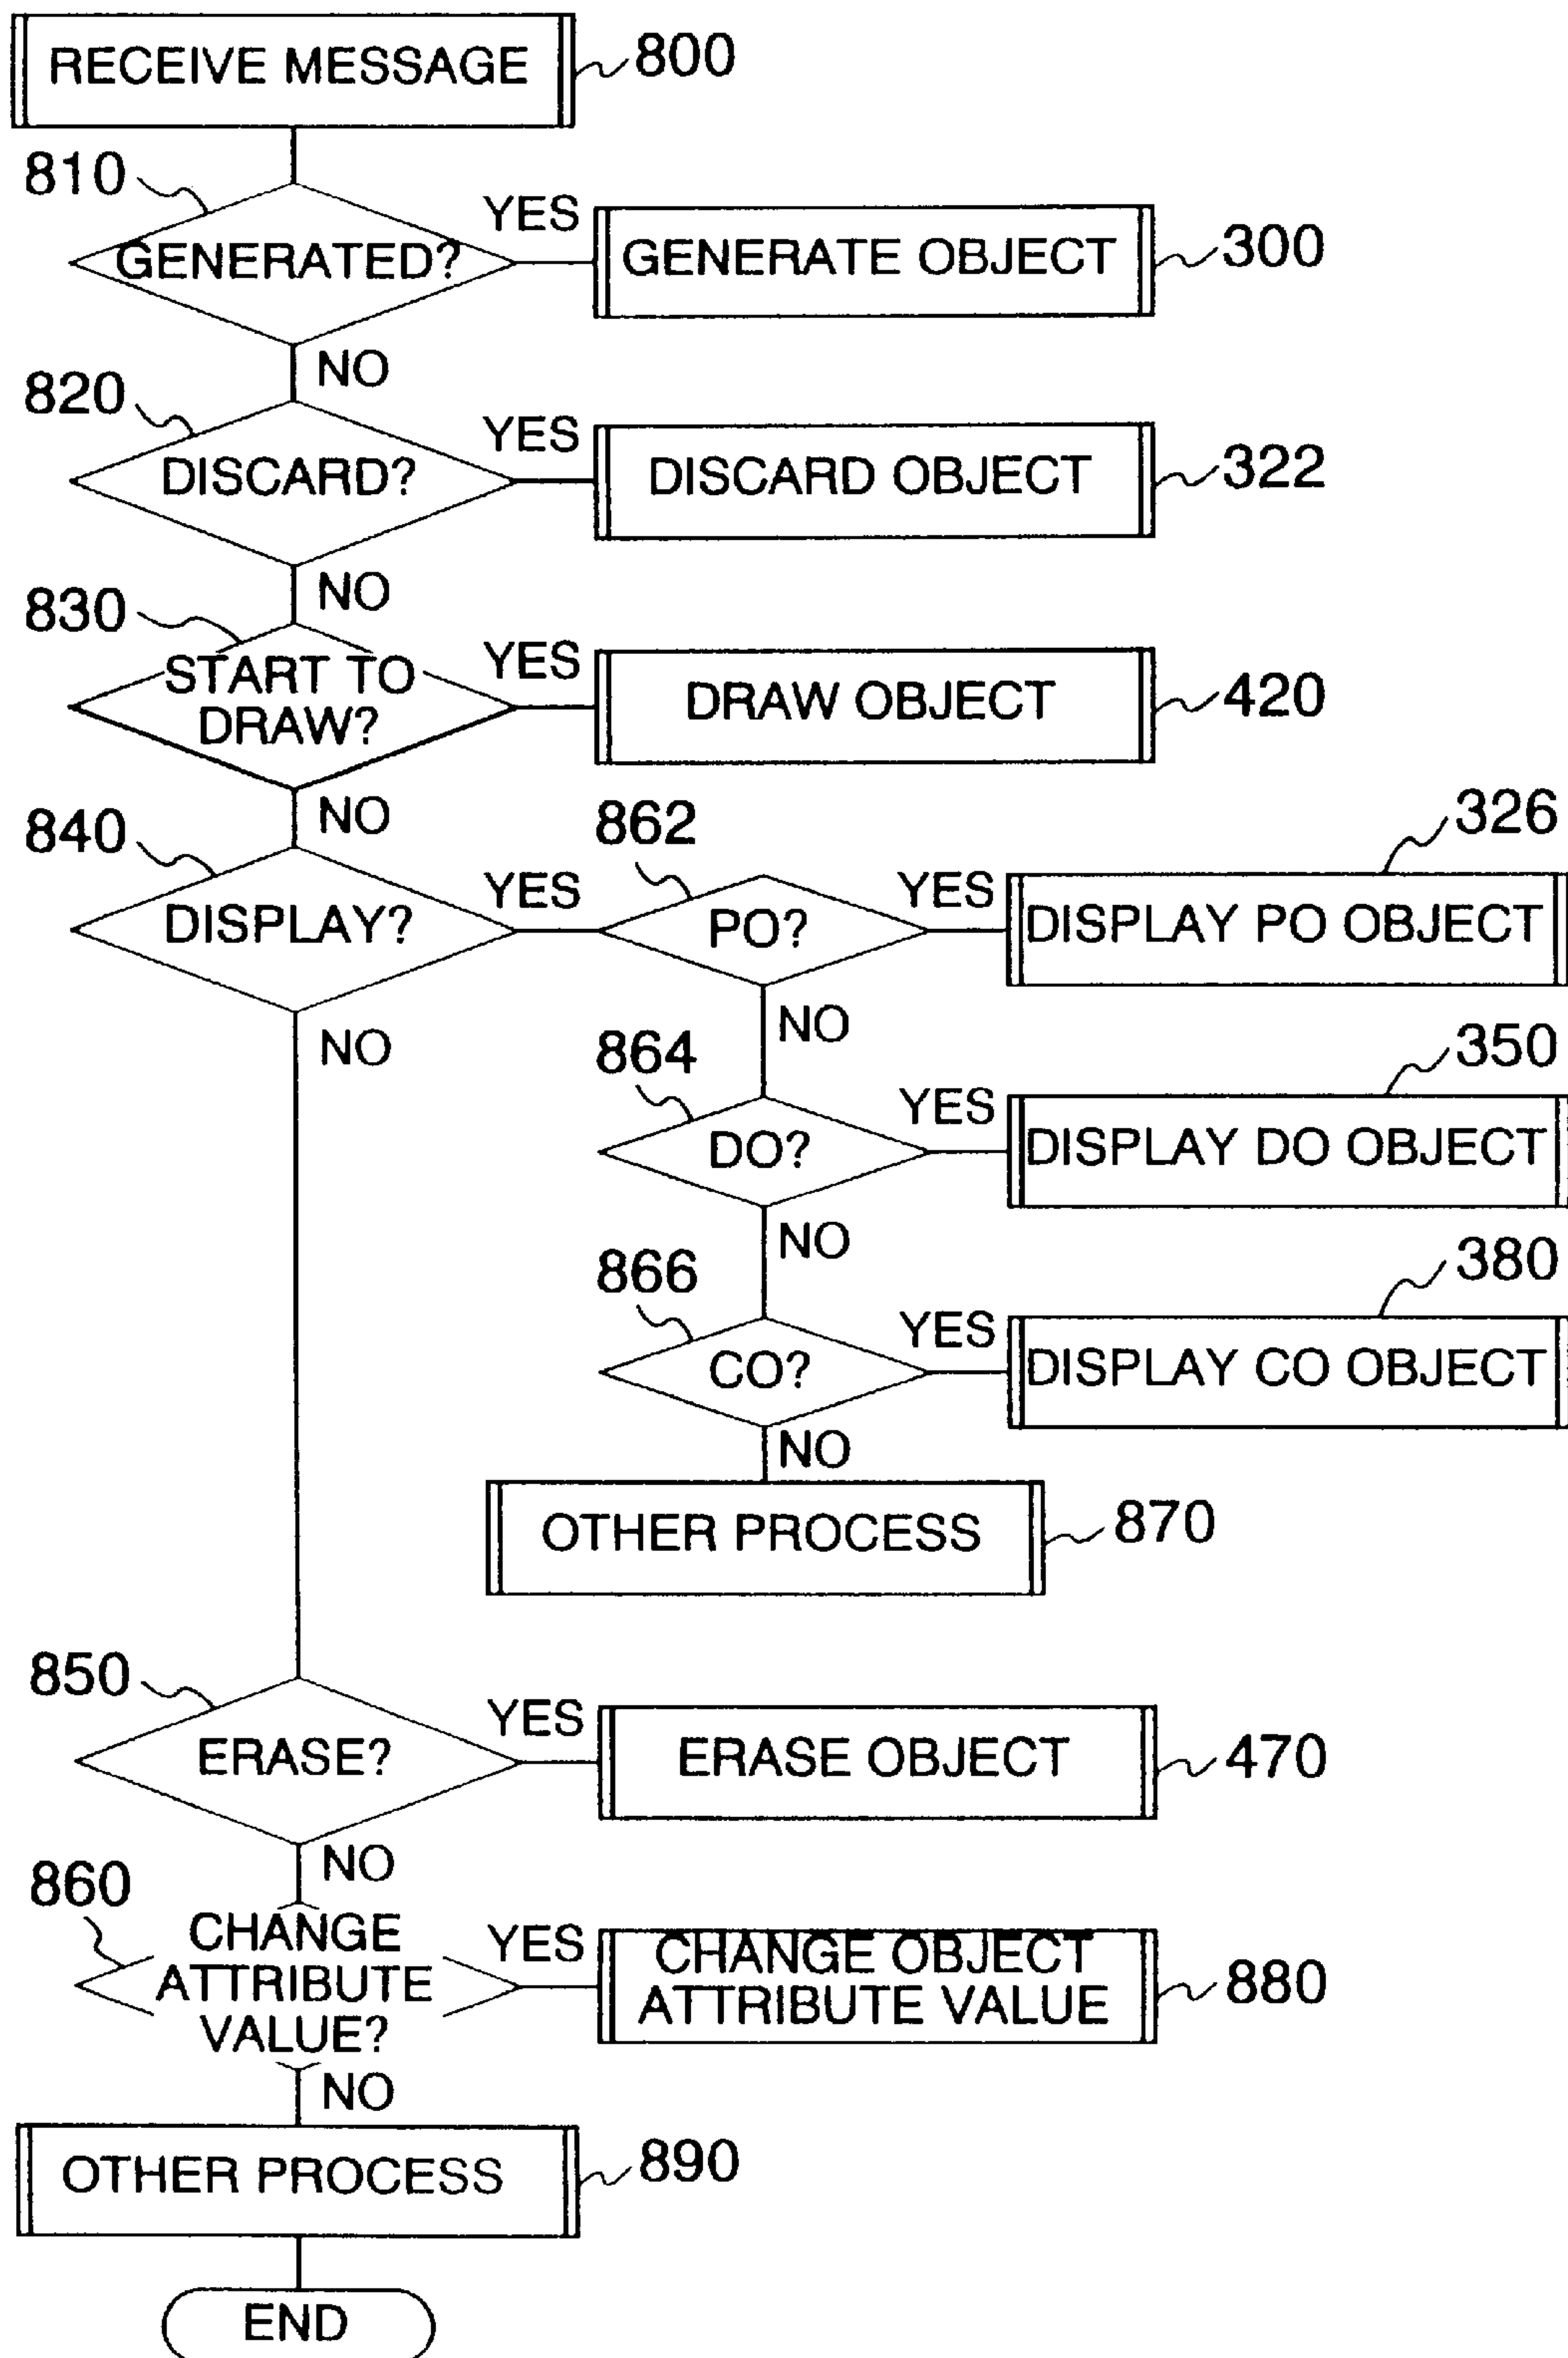 RECEIVE MESSAGE
800
810
GENERATED?
YES
GENERATE OBJECT
300
NO
820
DISCARD?
YES
DISCARD OBJECT
322
NO
830
START TO
DRAW?
YES
DRAW OBJECT
420
NO
840
DISPLAY?
YES
862
PO?
YES
DISPLAY PO OBJECT
326
NO
NO
864
DO?
YES
DISPLAY DO OBJECT
350
NO
866
CO?
YES
DISPLAY CO OBJECT
380
NO
OTHER PROCESS
870
850
ERASE?
YES
ERASE OBJECT
470
NO
860
CHANGE
ATTRIBUTE
VALUE?
YES
CHANGE OBJECT
ATTRIBUTE VALUE
880
NO
OTHER PROCESS
890
END